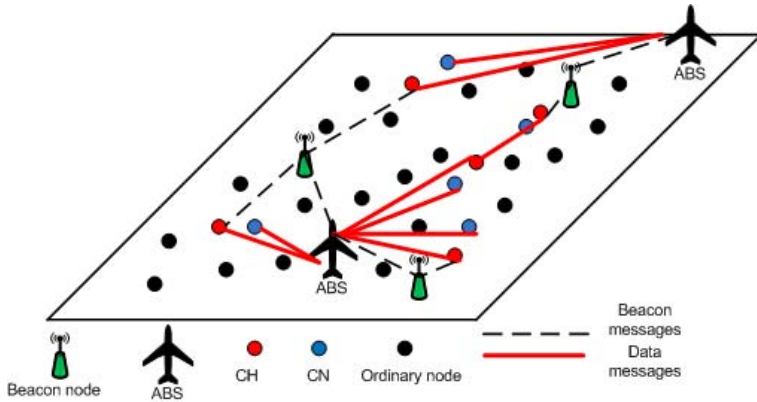 ABS
ABS
Beacon node
ABS
CH
CN
Ordinary node
Beacon
messages
Data
messages